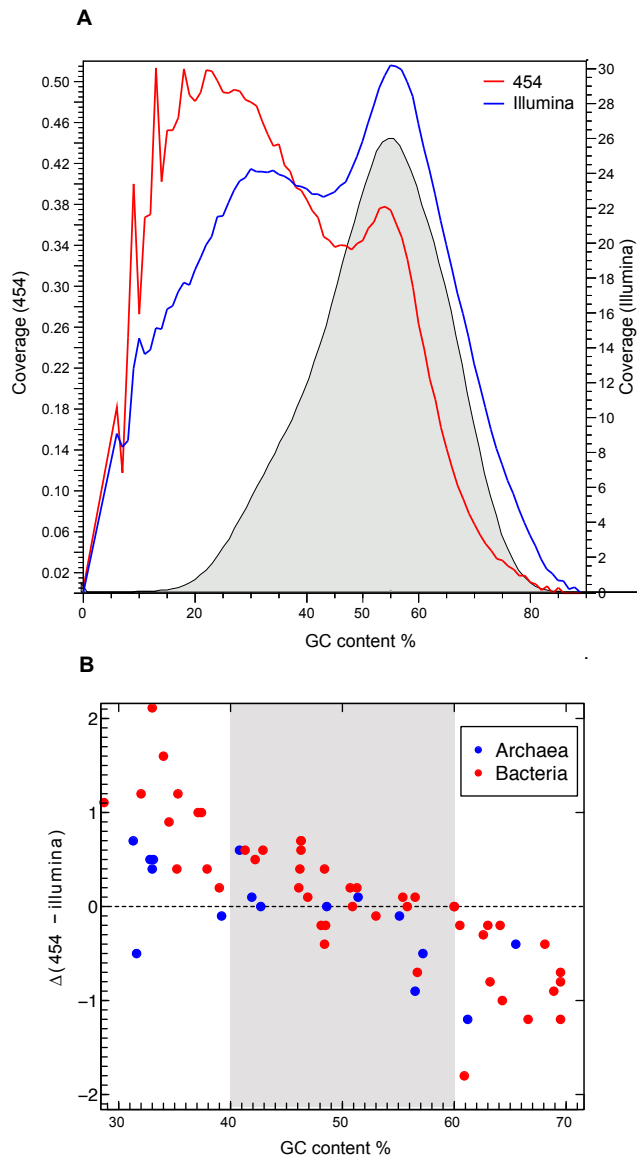 A
454
Illumina
0.50
0.46
0.42
0.38
0.34
0.30
0.26
0.22
0.18
0.14
0.10
0.06
0.02
Coverage (454)
30
28
26
24
22
20
18
16
14
12
10
8
6
4
2
0
Coverage (Illumina)
0 20 40 60 80
GC content %
B
2
1
0
−1
−2
Δ(454 − illumina)
Archaea
Bacteria
30 40 50 60 70
GC content %